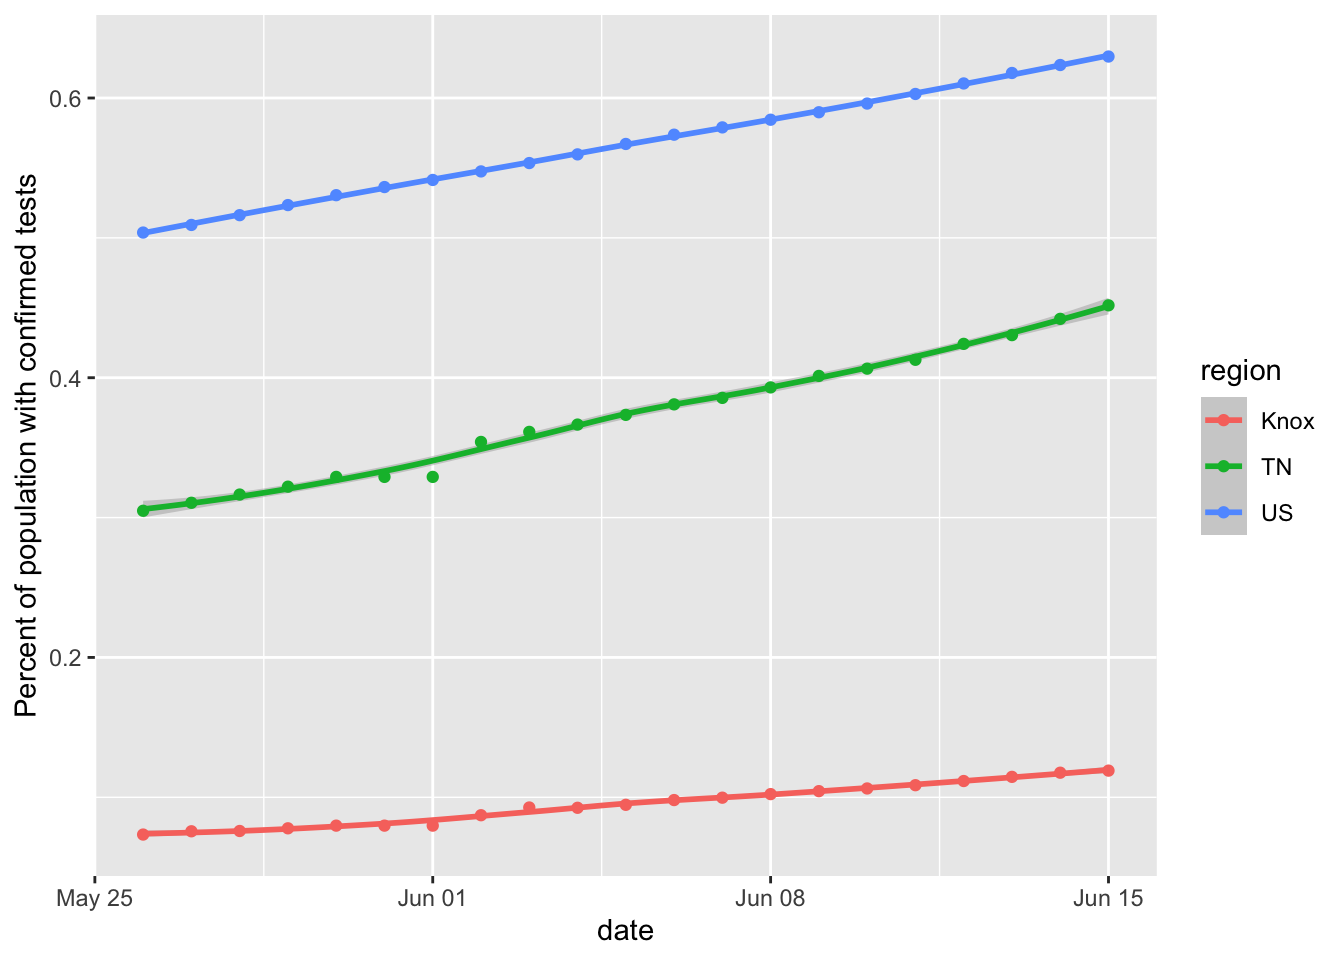 Percent of population with confirmed tests
0.6
0.4
0.2
May 25
Jun 01
Jun 08
Jun 15
date
region
Knox
TN
US